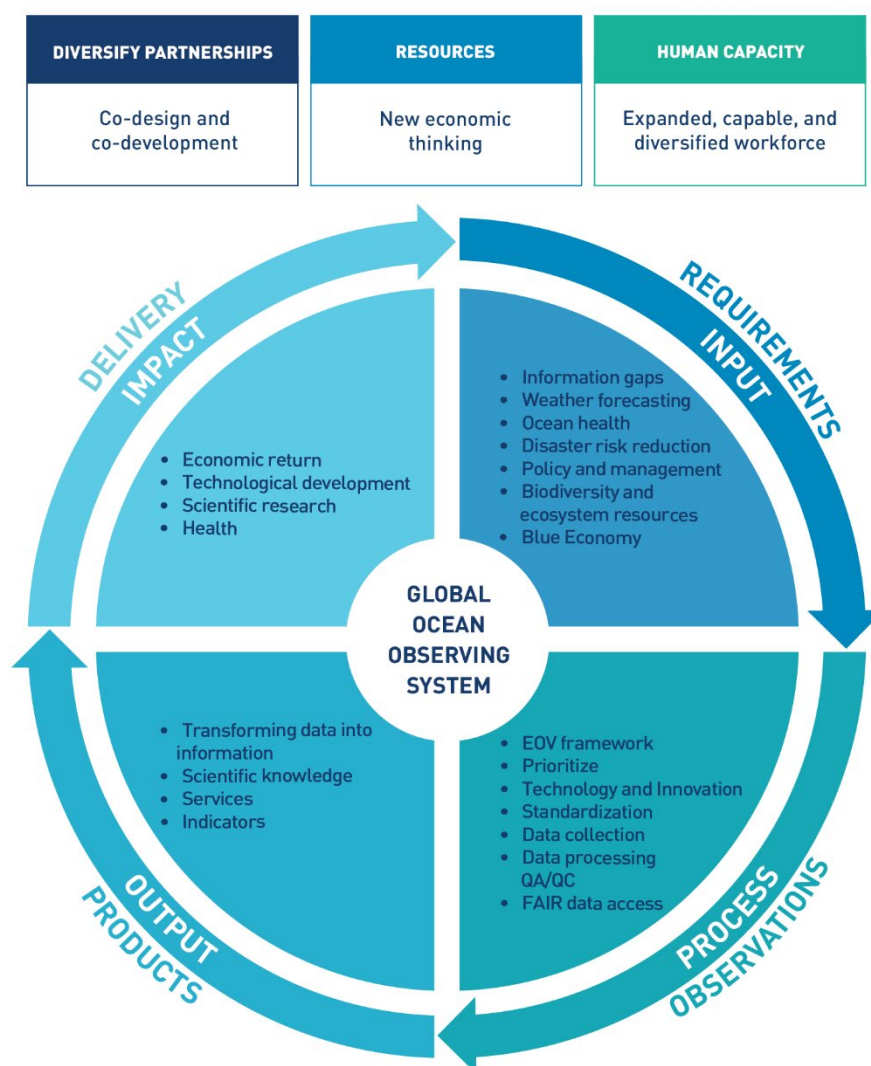 DIVERSIFY PARTNERSHIPS
Co-design and
co-development
RESOURCES
New economic
thinking
HUMAN CAPACITY
Expanded, capable, and
diversified workforce
DELIVERY
IMPACT
REQUIREMENTS
INPUT
• Economic return
• Technological development
• Scientific research
• Health
• Information gaps
• Weather forecasting
• Ocean health
• Disaster risk reduction
• Policy and management
• Biodiversity and
ecosystem resources
• Blue Economy
GLOBAL
OCEAN
OBSERVING
SYSTEM
• Transforming data into
information
• Scientific knowledge
• Services
• Indicators
• EOV framework
• Prioritize
• Technology and Innovation
• Standardization
• Data collection
• Data processing
QA/QC
• FAIR data access
OUTPUT
PRODUCTS
PROCESS
OBSERVATIONS